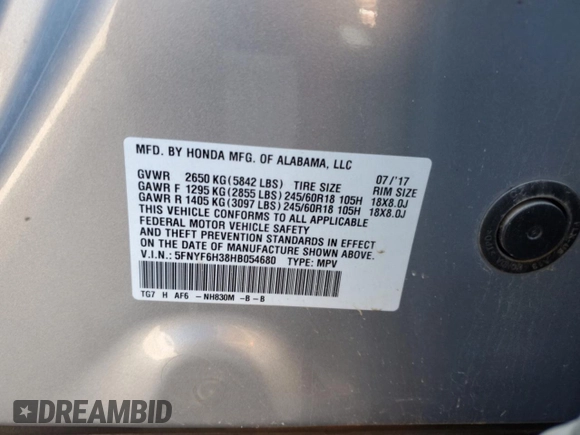 MFD. BY HONDA MFG. OF ALABAMA, LLC
GVWR 2650 KG (5842 LBS) TIRE SIZE 07/'17 RIM SIZE
GAWR F 1295 KG (2855 LBS) 245/60R18 105H 18X8.0J
GAWR R 1405 KG (3097 LBS) 245/60R18 105H 18X8.0J
THIS VEHICLE CONFORMS TO ALL APPLICABLE
FEDERAL MOTOR VEHICLE SAFETY
AND THEFT PREVENTION STANDARDS IN EFFECT
ON THE DATE OF MANUFACTURE SHOWN ABOVE.
V.I.N.: 5FNYF6H38HB054680 TYPE: MPV
TG7 H AF6 -NH830M -B-B
DREAMBID